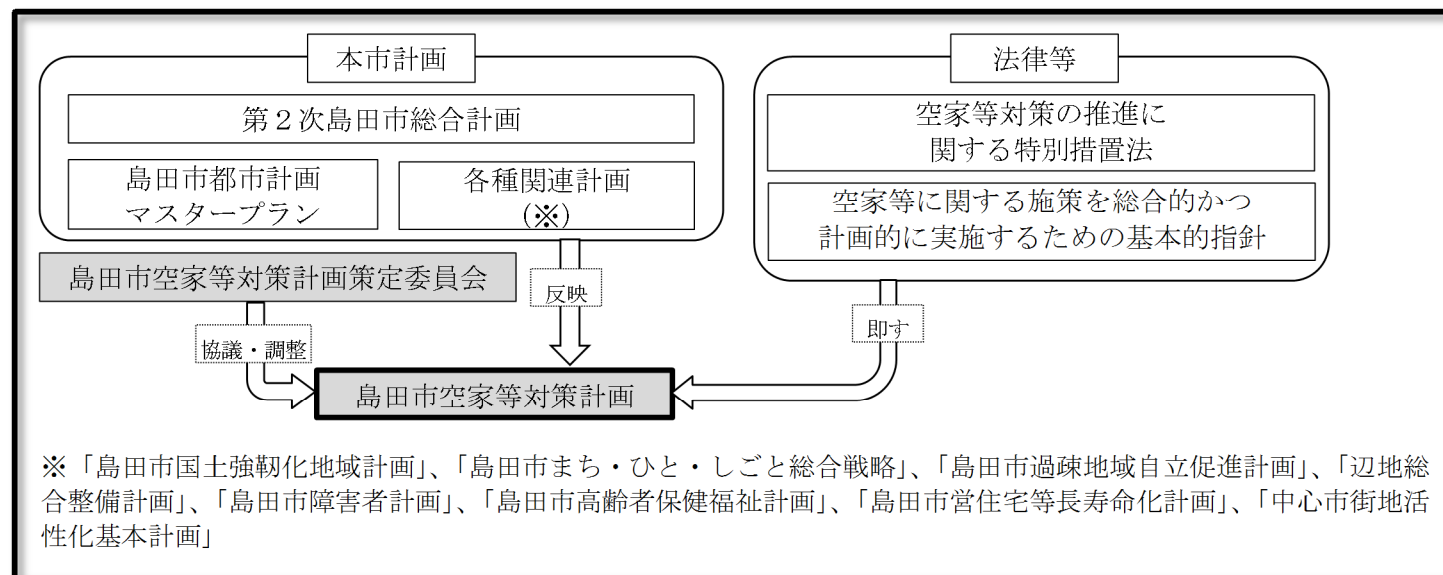 本市計画
第2次島田市総合計画
島田市都市計画
マスタープラン
各種関連計画
(※)
法律等
空家等対策の推進に
関する特別措置法
空家等に関する施策を総合的かつ
計画的に実施するための基本的指針
島田市空家等対策計画策定委員会
反映
即す
協議・調整
島田市空家等対策計画
※「島田市国土強靭化地域計画」、「島田市まち・ひと・しごと総合戦略」、「島田市過疎地域自立促進計画」、「辺地総
合整備計画」、「島田市障害者計画」、「島田市高齢者保健福祉計画」、「島田市営住宅等長寿命化計画」、「中心市街地活
性化基本計画」